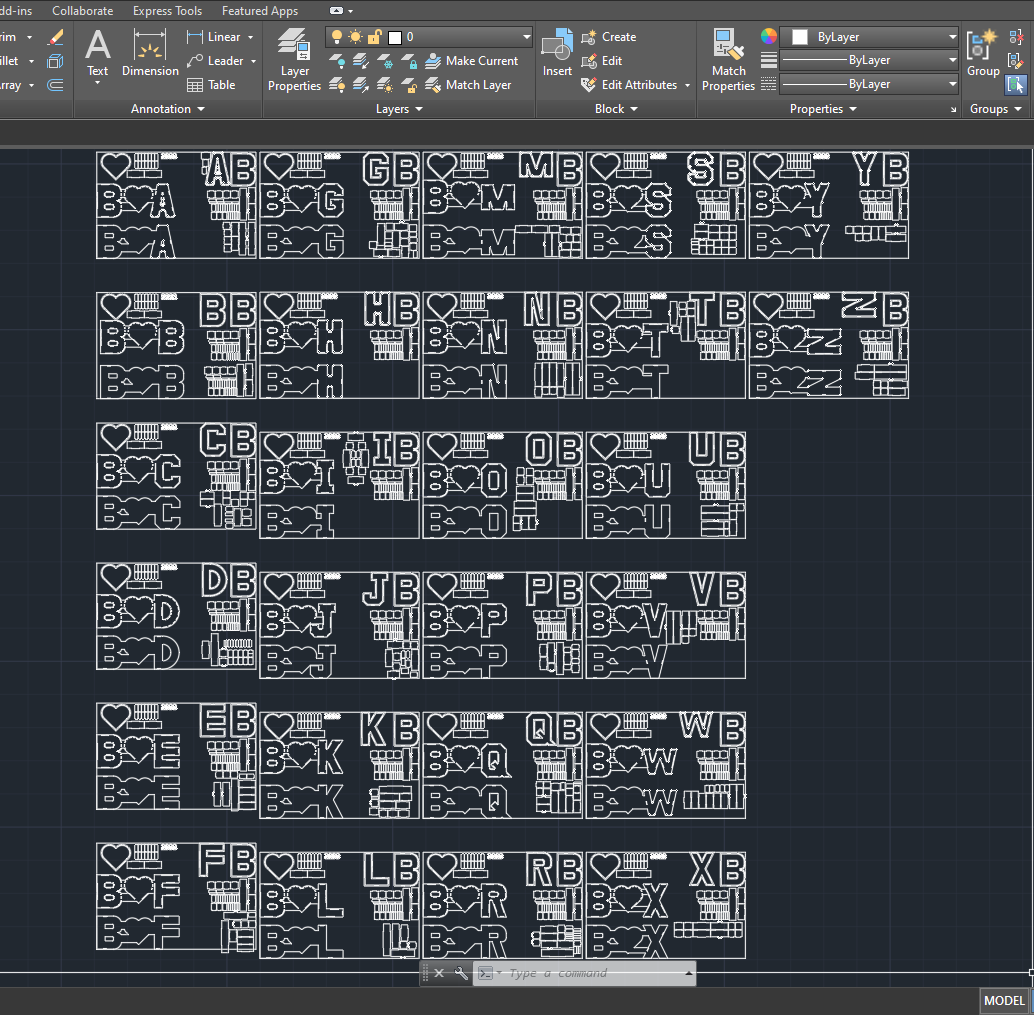 dd-ins Collaborate Express Tools Featured Apps
rim Linear 0 Create ByLayer
llet Leader Make Current Edit ByLayer
rray Text Dimension Table Layer Properties Match Layer Insert Edit Attributes Match Properties ByLayer Group
Annotation Layers Block Properties Groups
AB GB MB SB YB
B A B G B M B S B Y
B A B G B M B S B Y
BB HB NB TB ZB
B B B H B N B T B Z
B B B H B N B T B Z
CB IB OB UB
B C B I B O B U
B C B I B O B U
DB JB PB VB
B D B J B P B V
B D B J B P B V
EB KB QB WB
B E B K B Q B W
B E B K B Q B W
FB LB RB XB
B F B L B R B X
B F B L B R B X
Type a command
MODEL